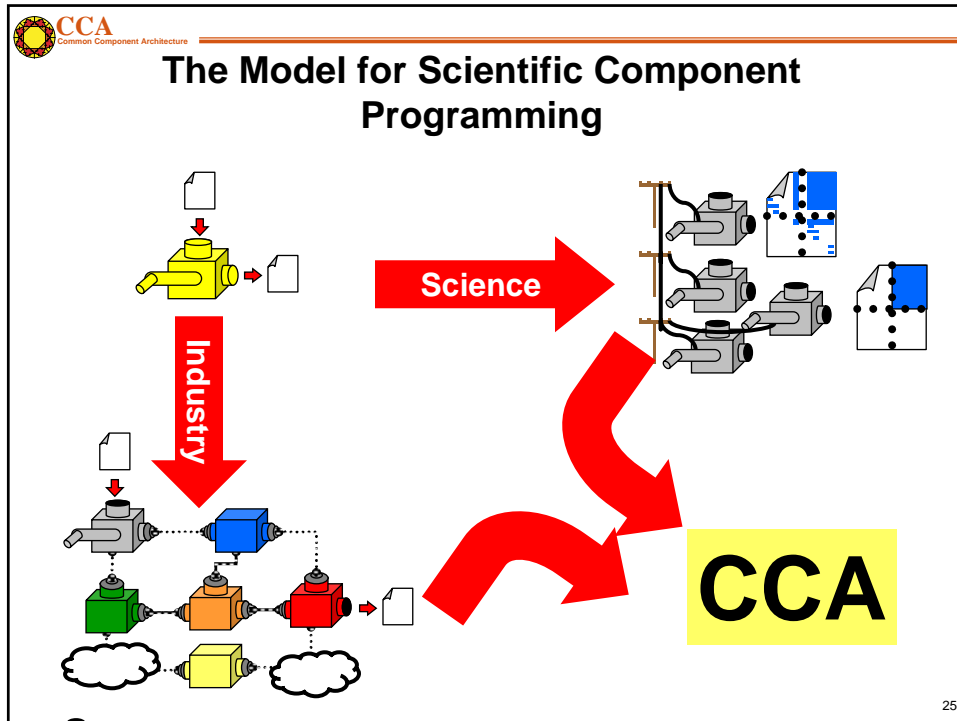 CCA
Common Component Architecture
The Model for Scientific Component
Programming
Science
Industry
CCA
25